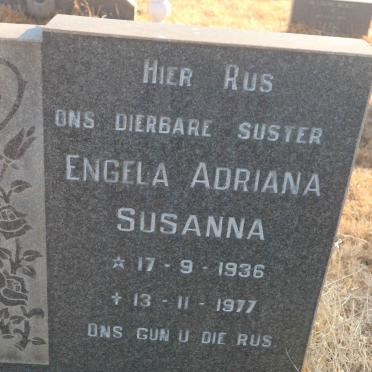 HIER RUS
ONS DIERBARE SUSTER
ENGELA ADRIANA
SUSANNA
☆ 17 - 9 - 1936
✝ 13 - 11 - 1977
ONS GUN U DIE RUS.